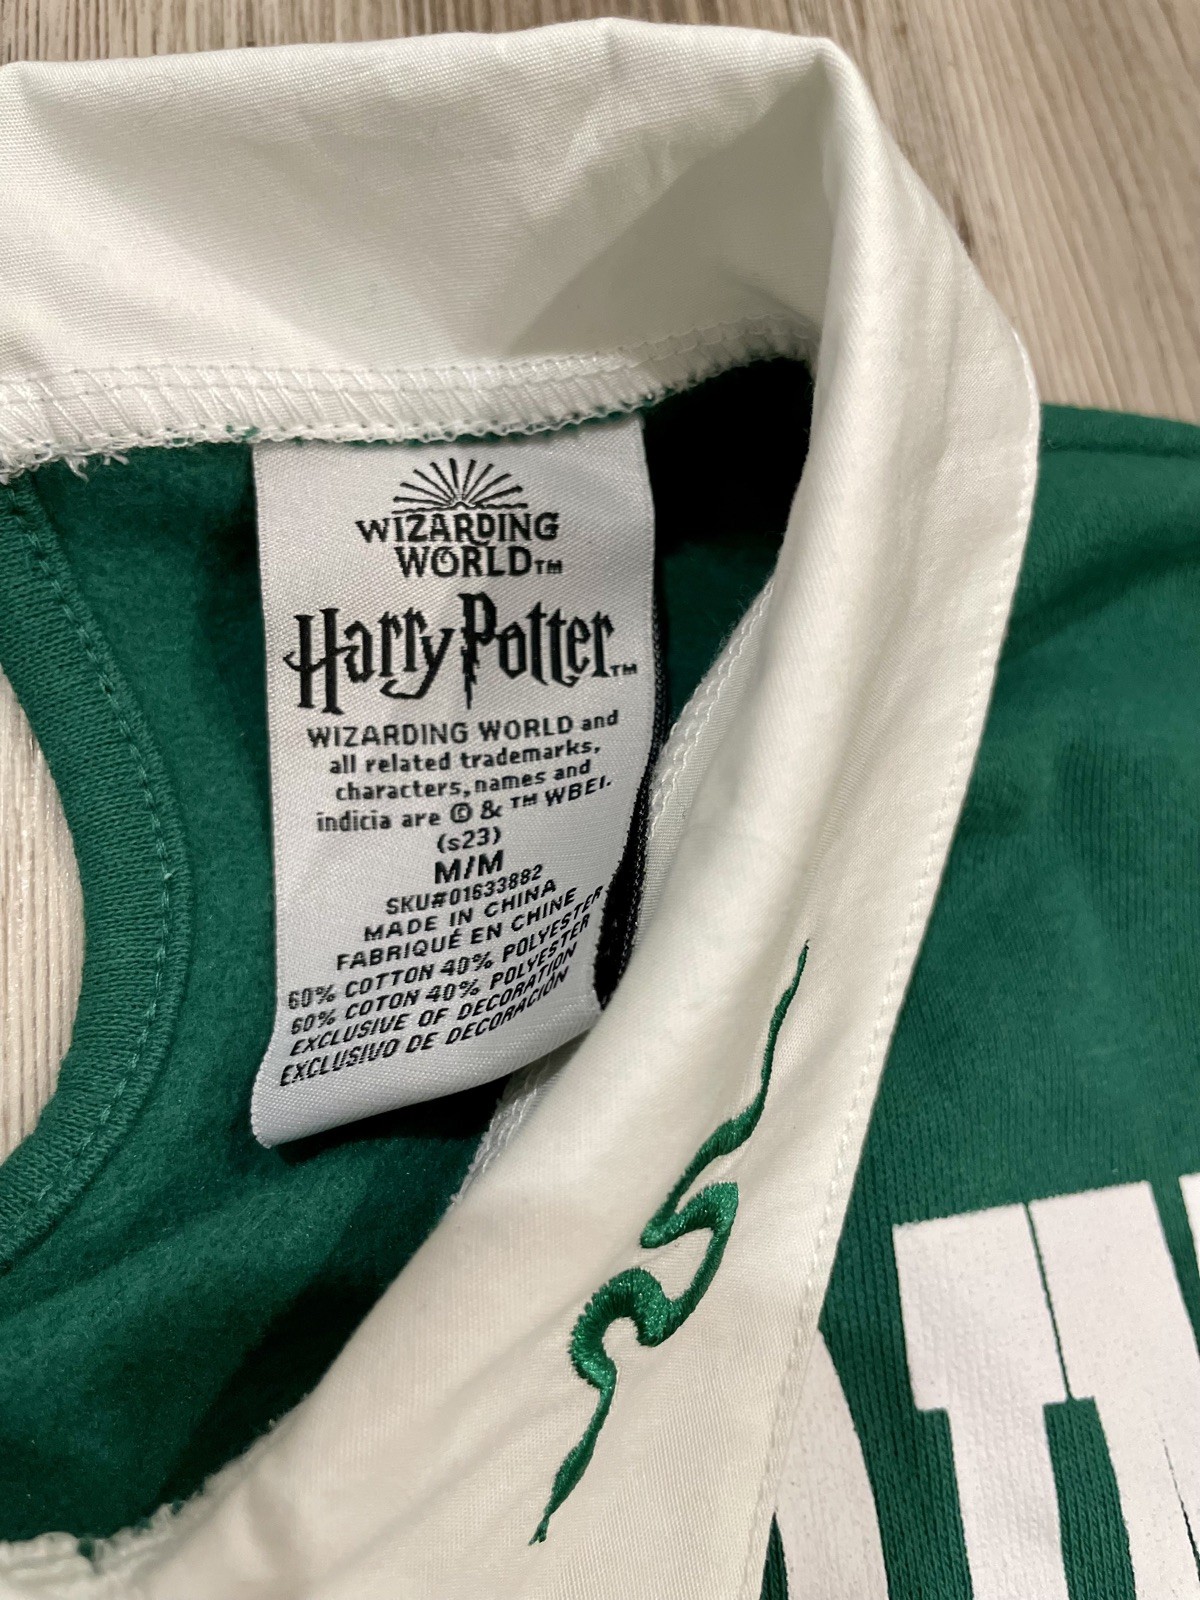 WIZARDING
WORLD™
Harry Potter™
WIZARDING WORLD and
all related trademarks,
characters, names and
indicia are © & ™ WBEI.
(s23)
M/M
SKU#01633882
MADE IN CHINA
FABRIQUÉ EN CHINE
60% COTTON 40% POLYESTER
60% COTON 40% POLYESTER
EXCLUSIVE OF DECORATION
EXCLUSIVO DE DECORACIÓN